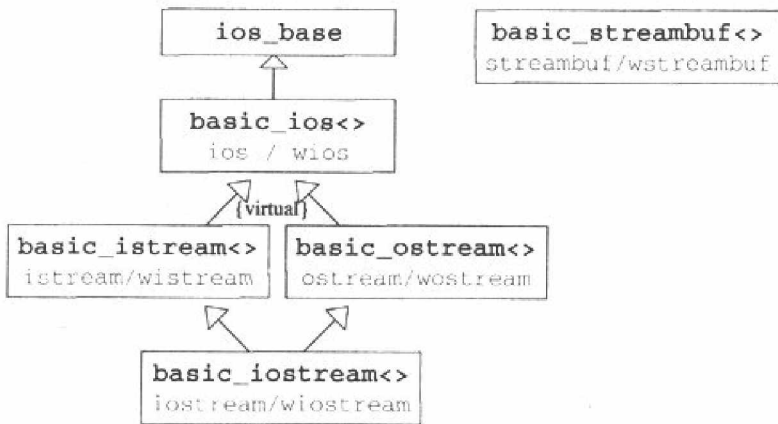 ios_base
basic_streambuf<>
streambuf/wstreambuf
basic_ios<>
ios / wios
{virtual}
basic_istream<>
istream/wistream
basic_ostream<>
ostream/wostream
basic_iostream<>
iostream/wiostream